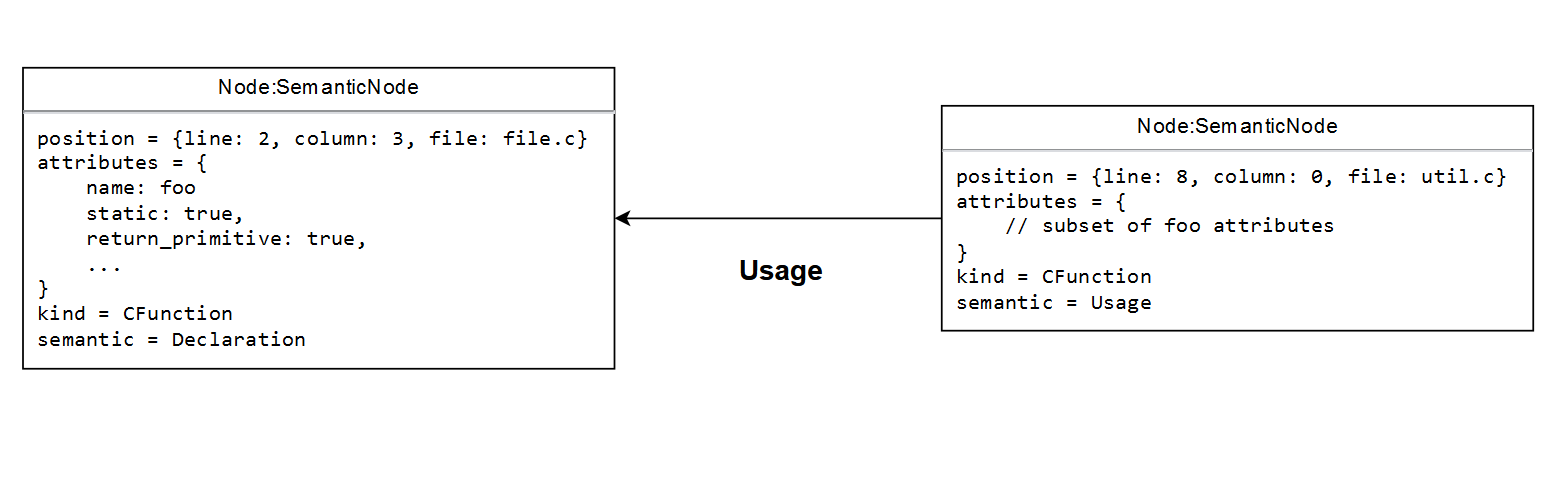 Node:SemanticNode
position = {line: 2, column: 3, file: file.c}
attributes = {
    name: foo
    static: true,
    return_primitive: true,
    ...
}
kind = CFunction
semantic = Declaration
Usage
Node:SemanticNode
position = {line: 8, column: 0, file: util.c}
attributes = {
    // subset of foo attributes
}
kind = CFunction
semantic = Usage